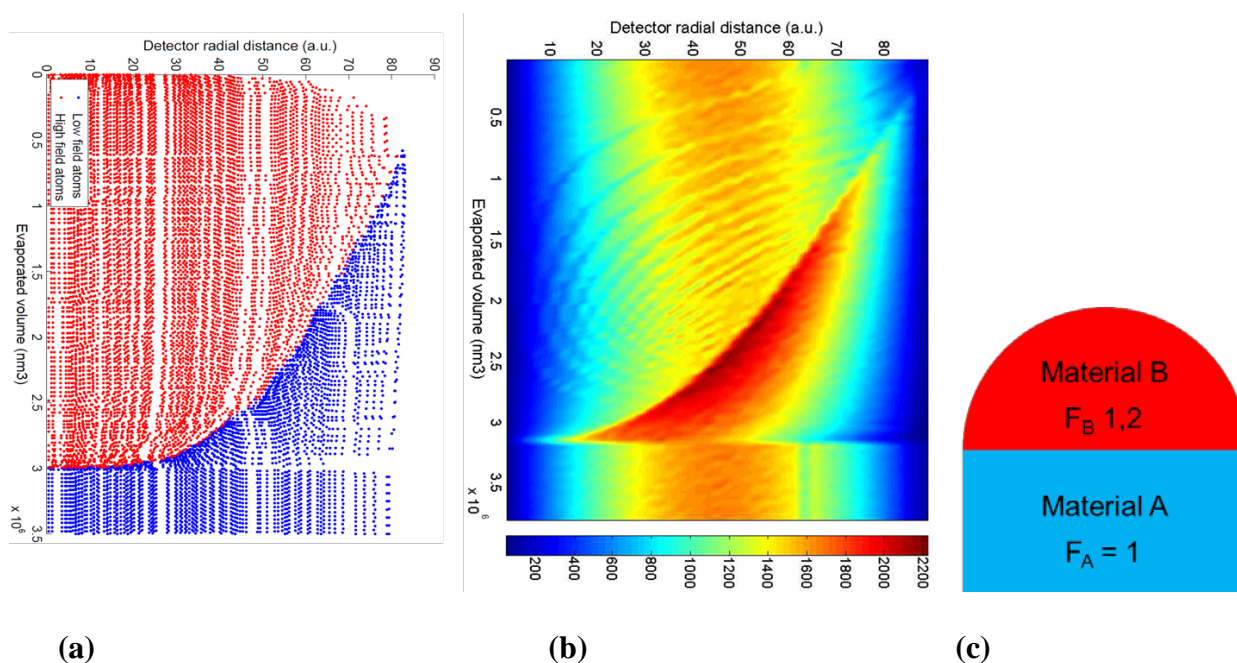 Detector radial distance (a.u.)
0 10 20 30 40 50 60 70 80 90
0
0.5
1
1.5
2
2.5
3
3.5
x 10^6
Evaporated volume (nm3)
Low field atoms
High field atoms
Detector radial distance (a.u.)
10 20 30 40 50 60 70 80
0.5
1
1.5
2
2.5
3
3.5
x 10^6
Evaporated volume (nm3)
200 400 600 800 1000 1200 1400 1600 1800 2000 2200
Material B
F_B 1,2
Material A
F_A = 1
(a) (b) (c)